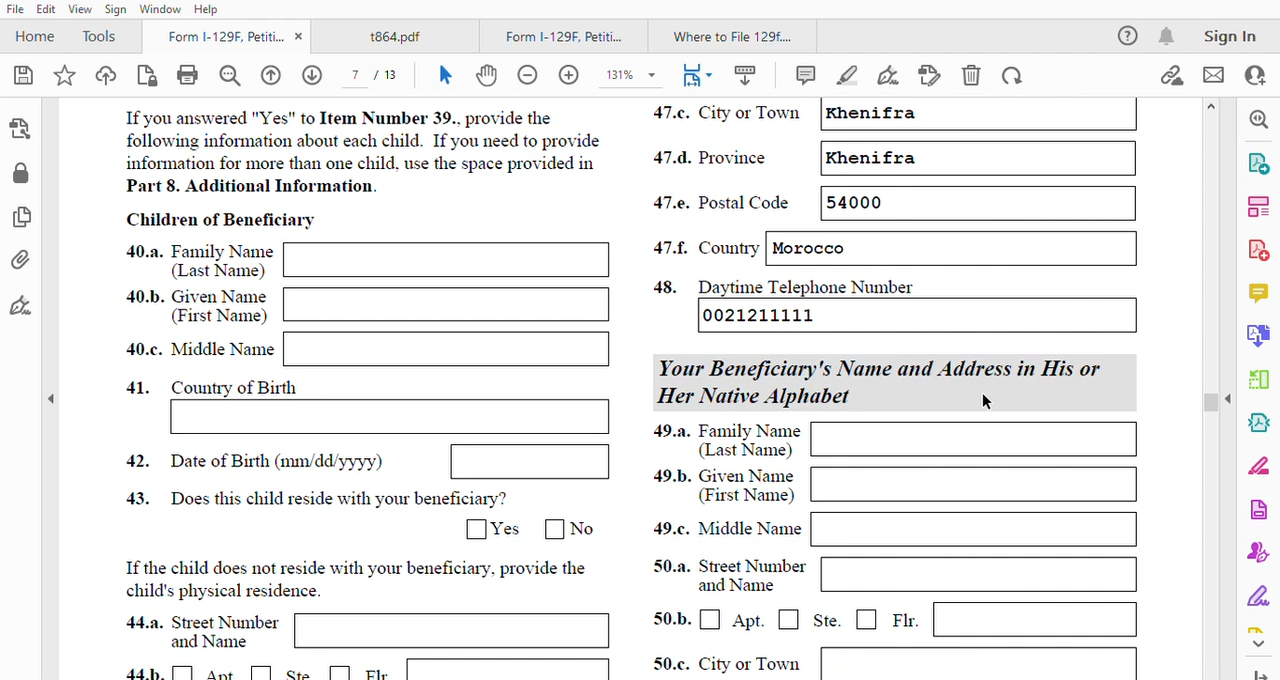 File Edit View Sign Window Help
Home Tools Form I-129F, Petiti... × t864.pdf Form I-129F, Petiti... Where to File 129f.... Sign In
7 / 13 131%
If you answered "Yes" to Item Number 39., provide the
following information about each child. If you need to provide
information for more than one child, use the space provided in
Part 8. Additional Information.
Children of Beneficiary
40.a. Family Name
(Last Name)
40.b. Given Name
(First Name)
40.c. Middle Name
41. Country of Birth
42. Date of Birth (mm/dd/yyyy)
43. Does this child reside with your beneficiary?
Yes No
If the child does not reside with your beneficiary, provide the
child's physical residence.
44.a. Street Number
and Name
44.b. Apt. Ste. Flr.
47.c. City or Town Khenifra
47.d. Province Khenifra
47.e. Postal Code 54000
47.f. Country Morocco
48. Daytime Telephone Number
0021211111
Your Beneficiary's Name and Address in His or
Her Native Alphabet
49.a. Family Name
(Last Name)
49.b. Given Name
(First Name)
49.c. Middle Name
50.a. Street Number
and Name
50.b. Apt. Ste. Flr.
50.c. City or Town